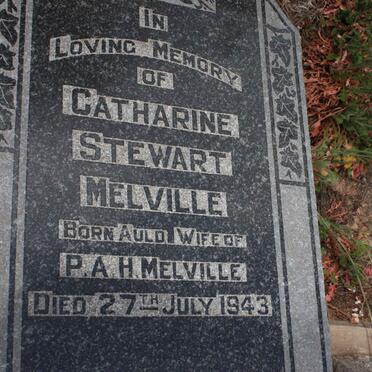 IN
LOVING MEMORY
OF
CATHARINE
STEWART
MELVILLE
BORN AULD. WIFE OF
P.A.H. MELVILLE
DIED 27TH JULY 1943